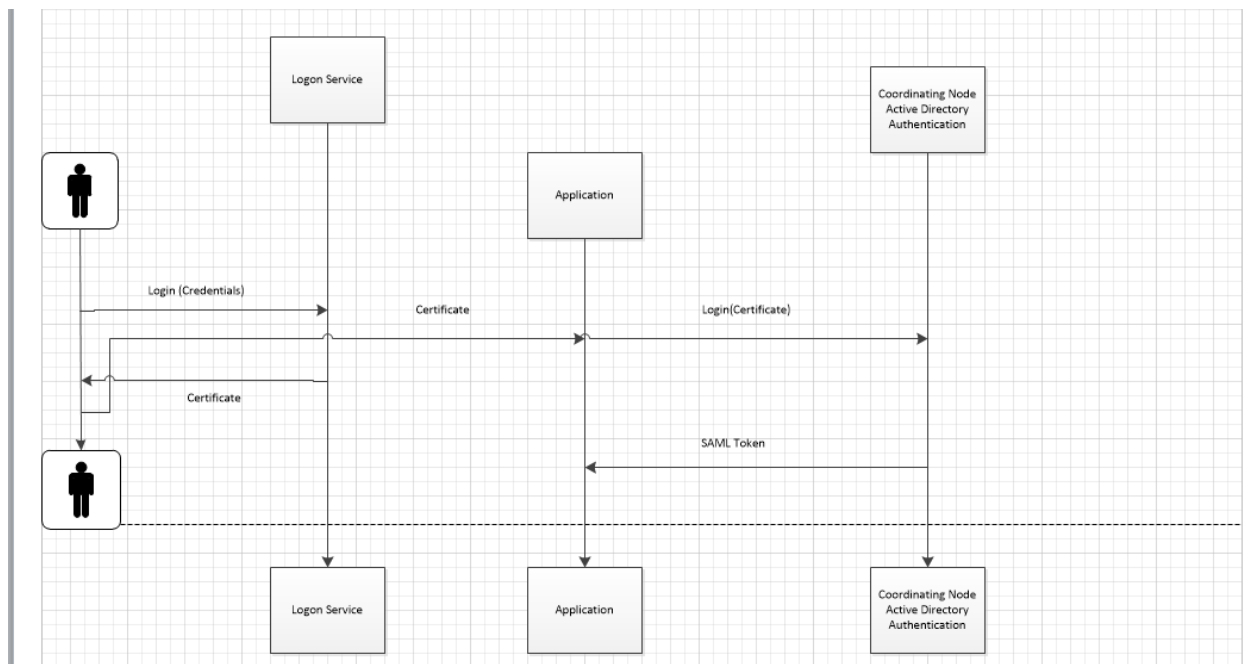 Logon Service
Coordinating Node
Active Directory
Authentication
Application
Login (Credentials)
Certificate
Login(Certificate)
Certificate
SAML Token
Logon Service
Application
Coordinating Node
Active Directory
Authentication